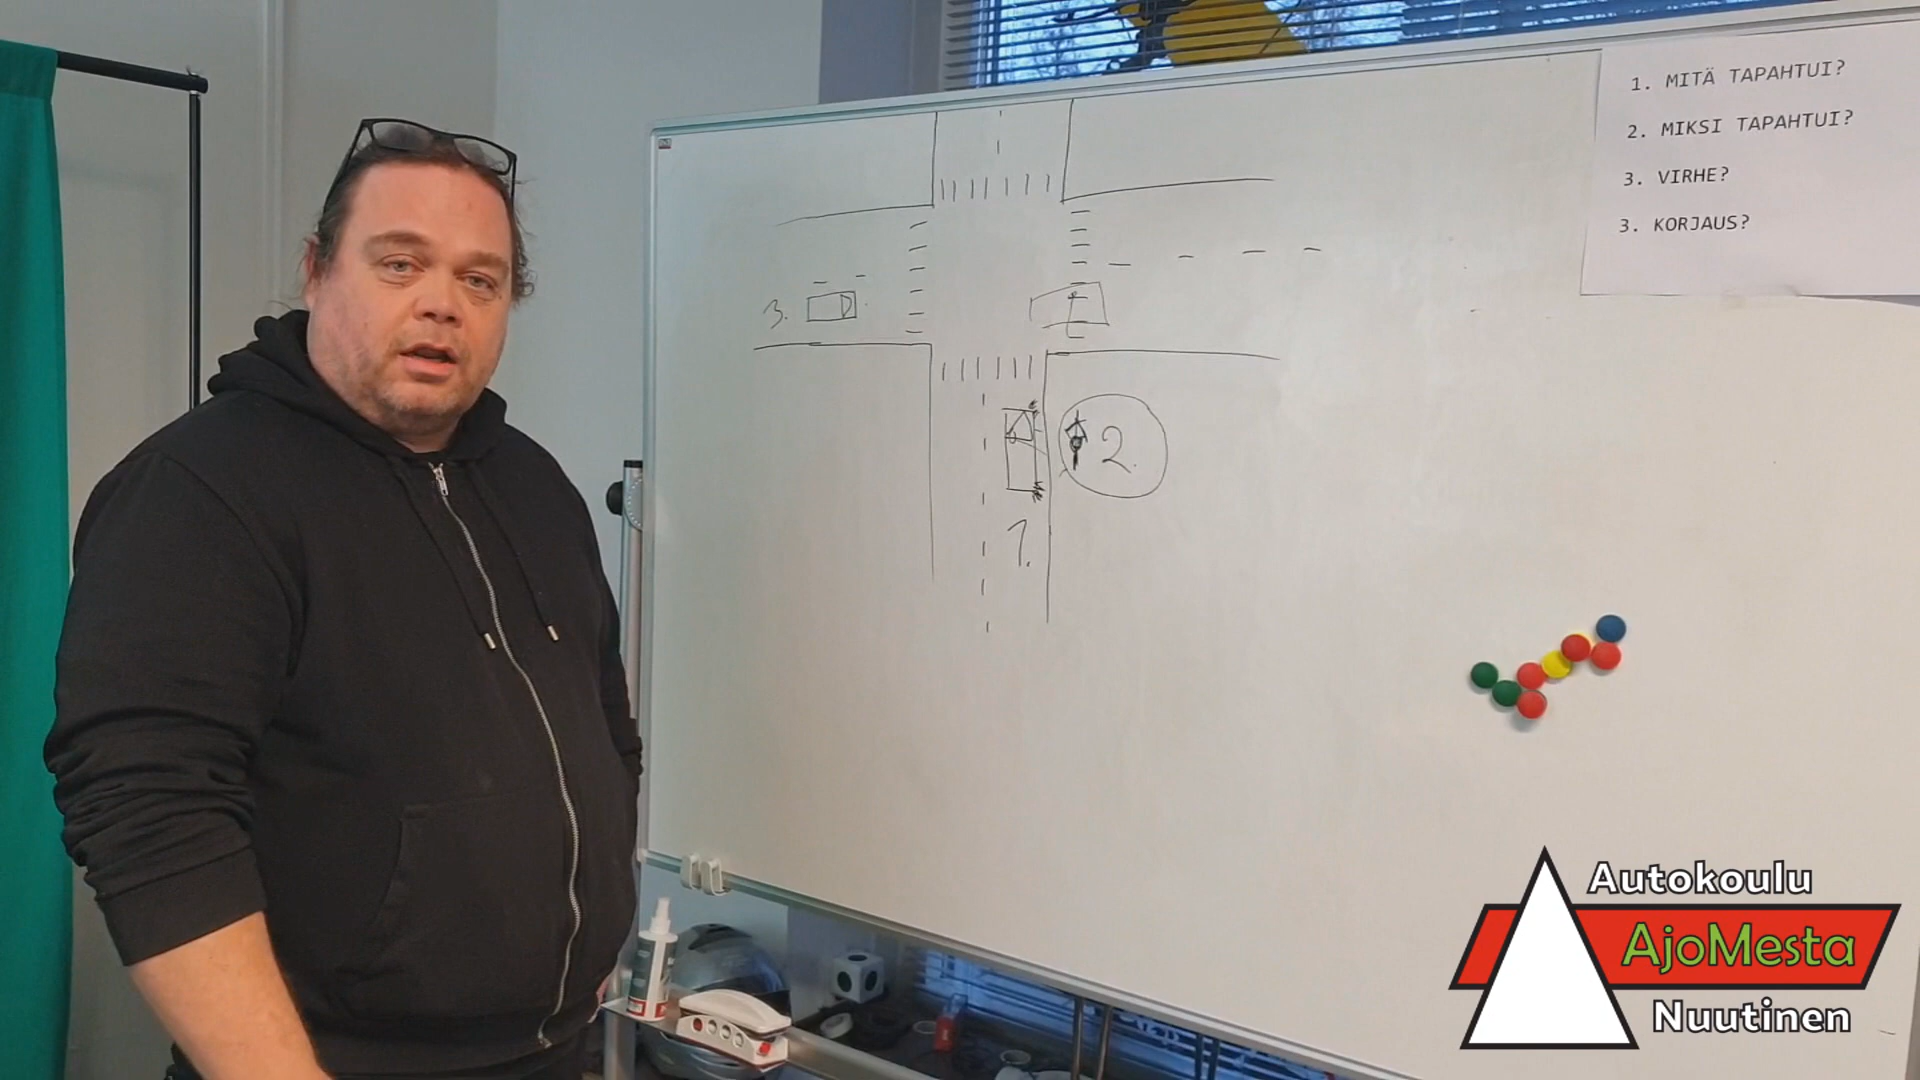 1. MITÄ TAPAHTUI?
2. MIKSI TAPAHTUI?
3. VIRHE?
3. KORJAUS?
3.
2.
1.
Autokoulu
AjoMesta
Nuutinen